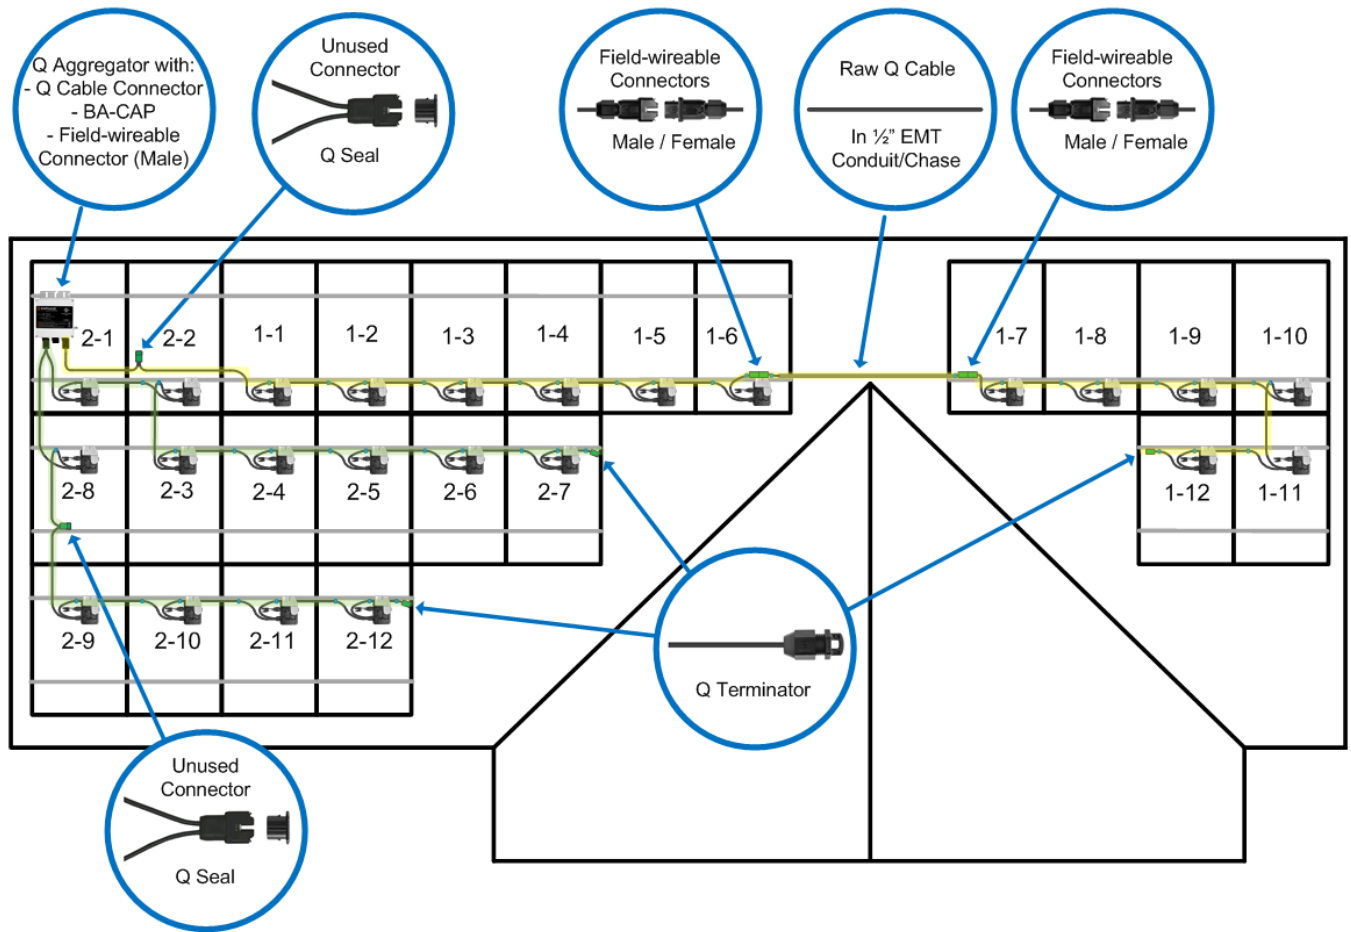 Q Aggregator with:
- Q Cable Connector
- BA-CAP
- Field-wireable
Connector (Male)
Unused
Connector
Q Seal
Field-wireable
Connectors
Male / Female
Raw Q Cable
In ½” EMT
Conduit/Chase
Field-wireable
Connectors
Male / Female
2-1
2-2
1-1
1-2
1-3
1-4
1-5
1-6
1-7
1-8
1-9
1-10
2-8
2-3
2-4
2-5
2-6
2-7
1-12
1-11
2-9
2-10
2-11
2-12
Q Terminator
Unused
Connector
Q Seal